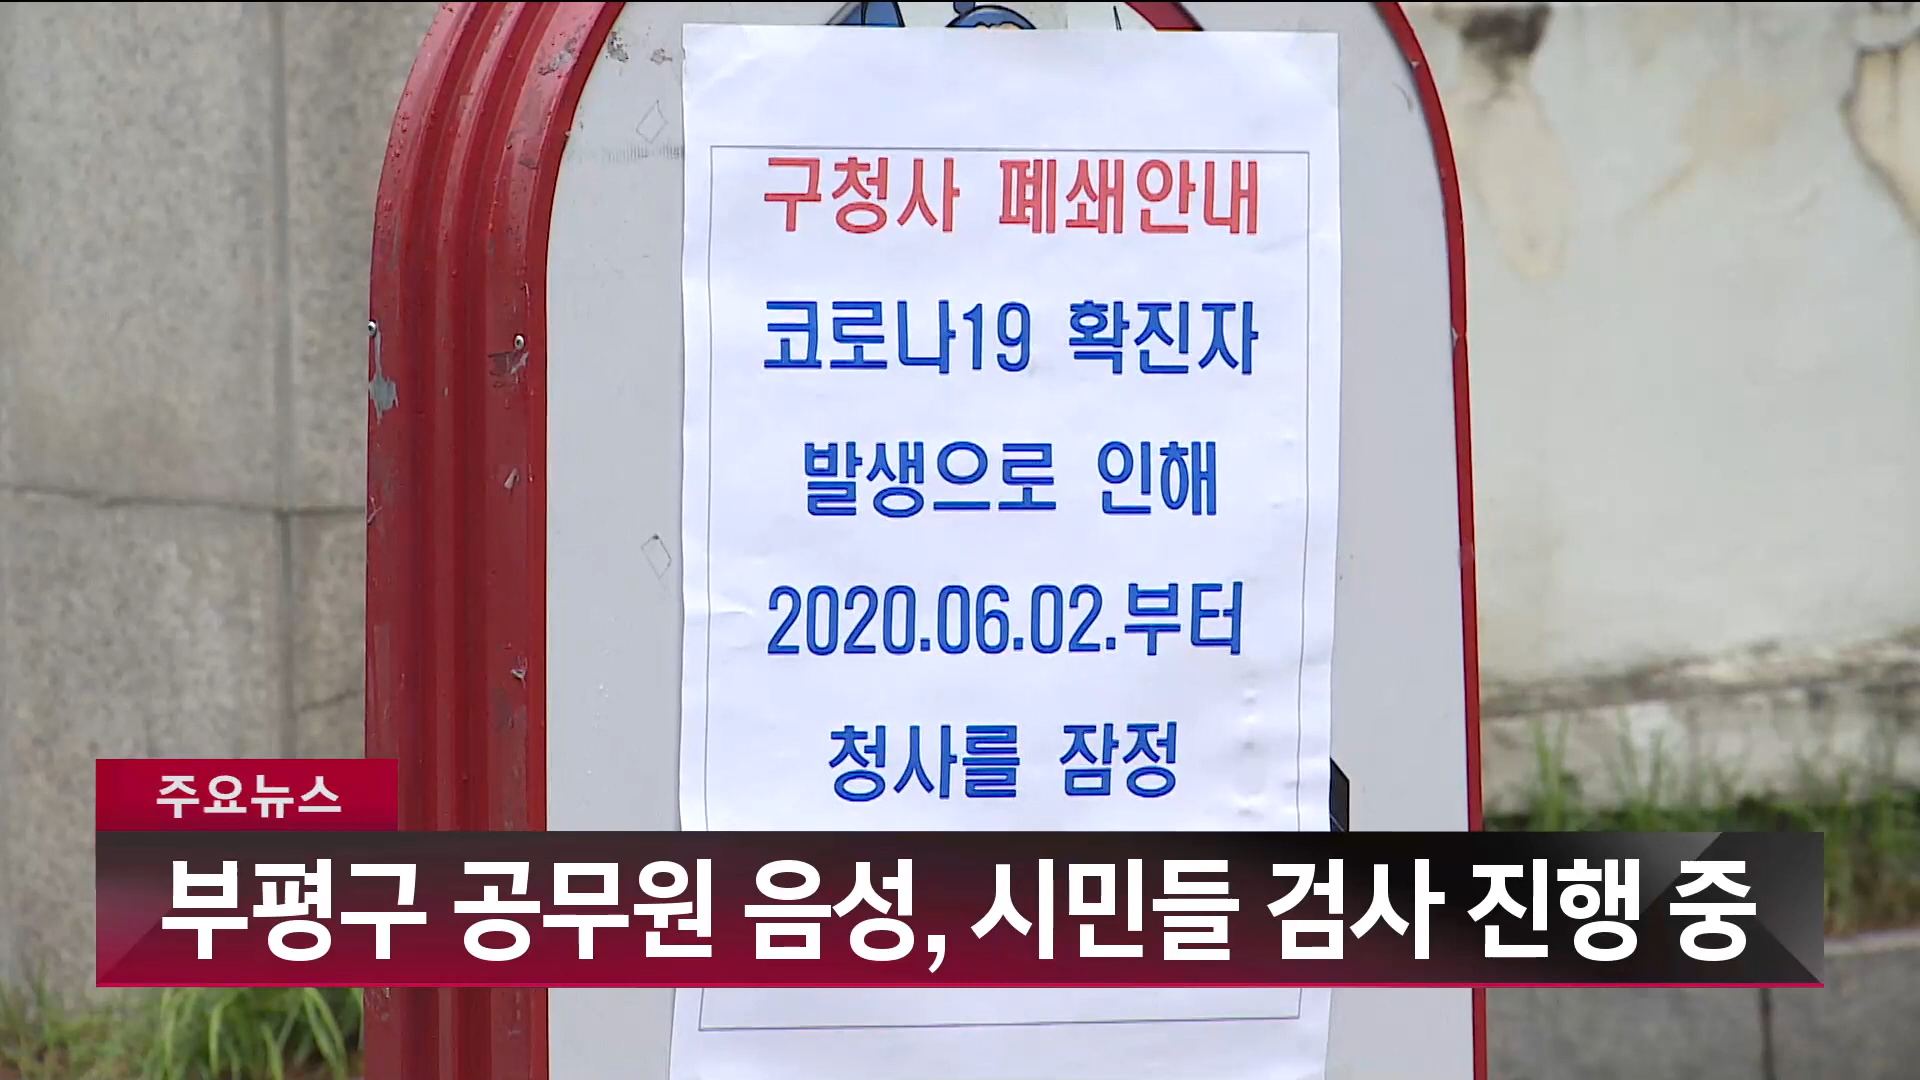 구청사 폐쇄안내
코로나19 확진자
발생으로 인해
2020.06.02.부터
청사를 잠정
주요뉴스
부평구 공무원 음성, 시민들 검사 진행 중